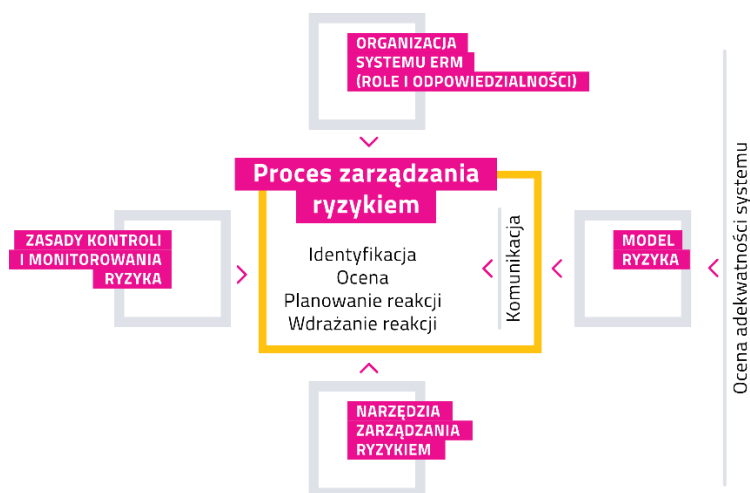 ORGANIZACJA
SYSTEMU ERM
(ROLE I ODPOWIEDZIALNOŚCI)
Proces zarządzania
ryzykiem
ZASADY KONTROLI
I MONITOROWANIA
RYZYKA
Identyfikacja
Ocena
Planowanie reakcji
Wdrażanie reakcji
Komunikacja
MODEL
RYZYKA
Ocena adekwatności systemu
NARZĘDZIA
ZARZĄDZANIA
RYZYKIEM